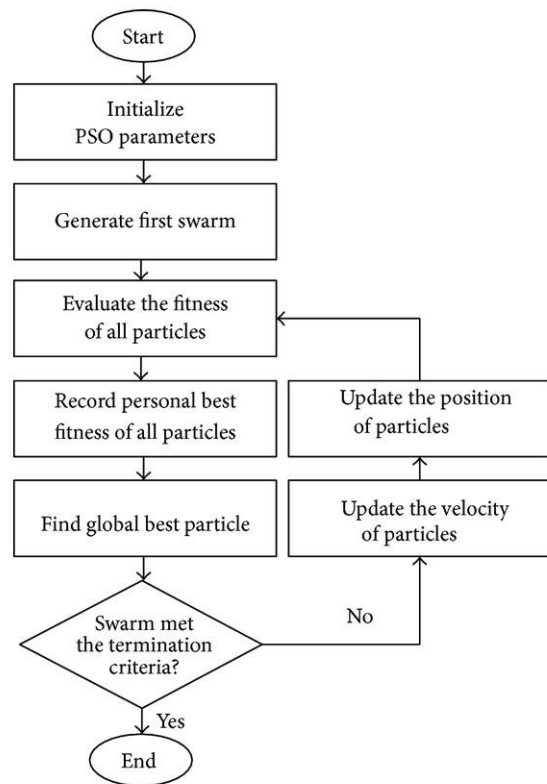 Start
Initialize
PSO parameters
Generate first swarm
Evaluate the fitness
of all particles
Record personal best
fitness of all particles
Find global best particle
Swarm met
the termination
criteria?
No
Update the velocity
of particles
Update the position
of particles
Yes
End